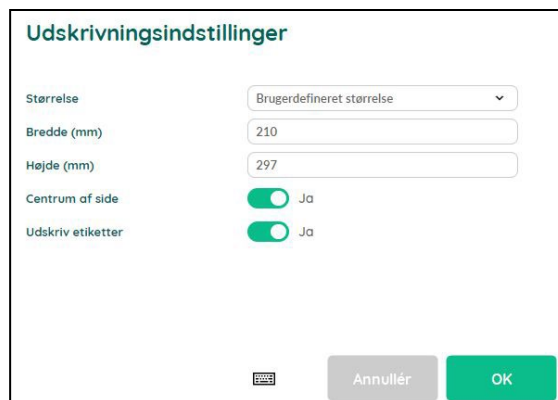 Udskrivningsindstillinger
Størrelse Brugerdefineret størrelse
Bredde (mm) 210
Højde (mm) 297
Centrum af side Ja
Udskriv etiketter Ja
Annullér OK